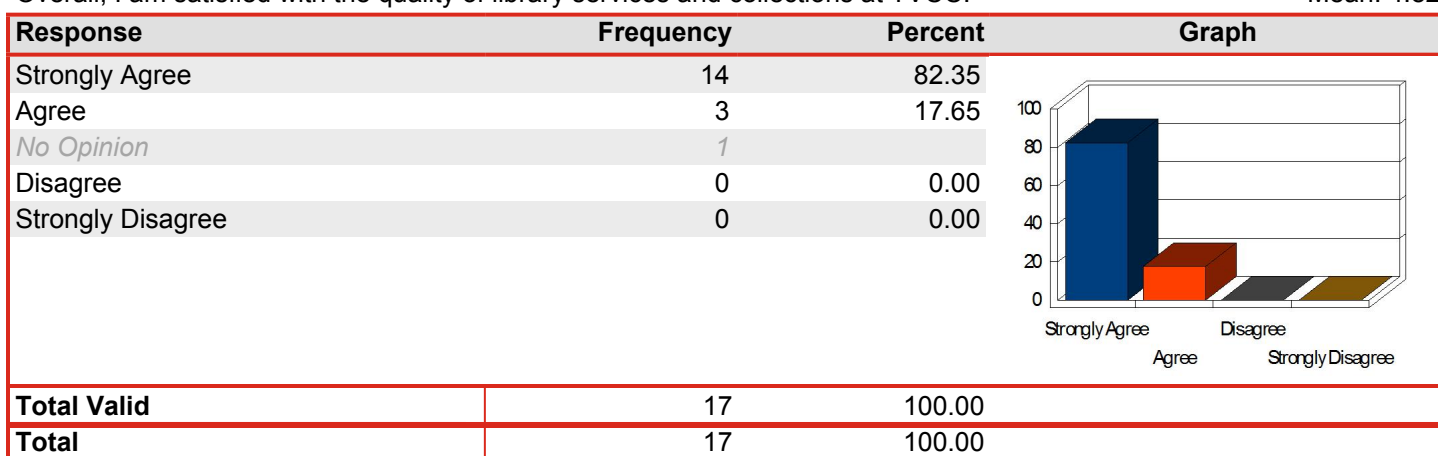 Response Frequency Percent Graph
Strongly Agree 14 82.35
Agree 3 17.65
No Opinion 1
Disagree 0 0.00
Strongly Disagree 0 0.00
100
80
60
40
20
0
Strongly Agree Disagree
Agree Strongly Disagree
Total Valid 17 100.00
Total 17 100.00